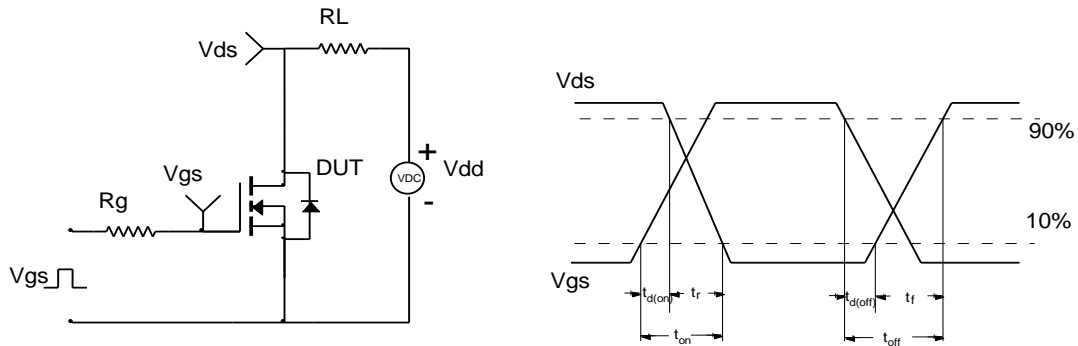 RL
Vds
Vgs
DUT
VDC
+
-
Vdd
Rg
Vgs
Vds
90%
10%
Vgs
td(on)
tr
td(off)
tf
ton
toff